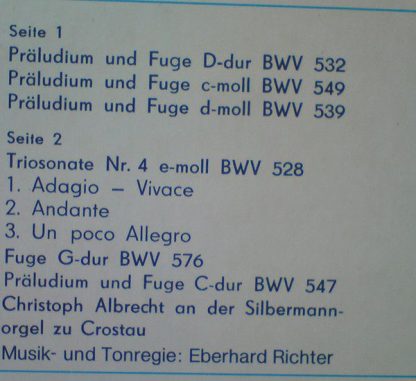 Seite 1
Präludium und Fuge D-dur BWV 532
Präludium und Fuge c-moll BWV 549
Präludium und Fuge d-moll BWV 539
Seite 2
Triosonate Nr. 4 e-moll BWV 528
1. Adagio – Vivace
2. Andante
3. Un poco Allegro
Fuge G-dur BWV 576
Präludium und Fuge C-dur BWV 547
Christoph Albrecht an der Silbermann-
orgel zu Crostau
Musik- und Tonregie: Eberhard Richter